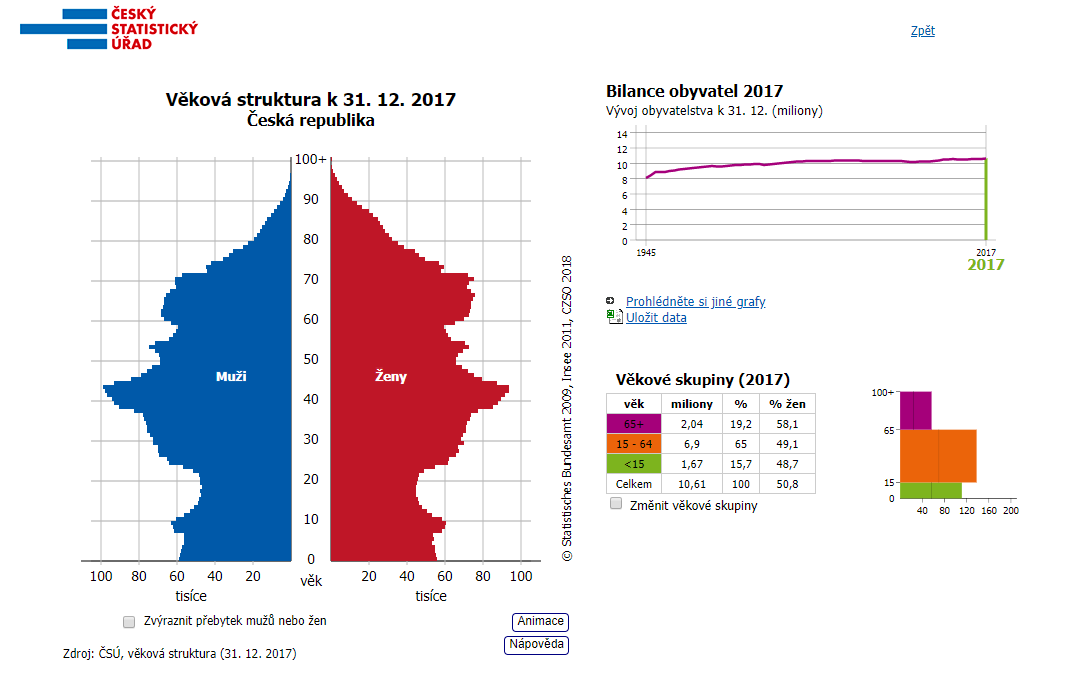 ČESKÝ
STATISTICKÝ
ÚŘAD
Zpět
Věková struktura k 31. 12. 2017
Česká republika
100+
90
80
70
60
50
40
30
20
10
0
Muži
Ženy
100 80 60 40 20
věk
20 40 60 80 100
tisíce
tisíce
© Statistisches Bundesamt 2009, Insee 2011, CZSO 2018
Zvýraznit přebytek mužů nebo žen
Animace
Nápověda
Zdroj: ČSÚ, věková struktura (31. 12. 2017)
Bilance obyvatel 2017
Vývoj obyvatelstva k 31. 12. (miliony)
14
12
10
8
6
4
2
0
1945
2017
2017
Prohlédněte si jiné grafy
Uložit data
Věkové skupiny (2017)
věk miliony % % žen
65+ 2,04 19,2 58,1
15 - 64 6,9 65 49,1
<15 1,67 15,7 48,7
Celkem 10,61 100 50,8
Změnit věkové skupiny
100+
65
15
0
40 80 120 160 200